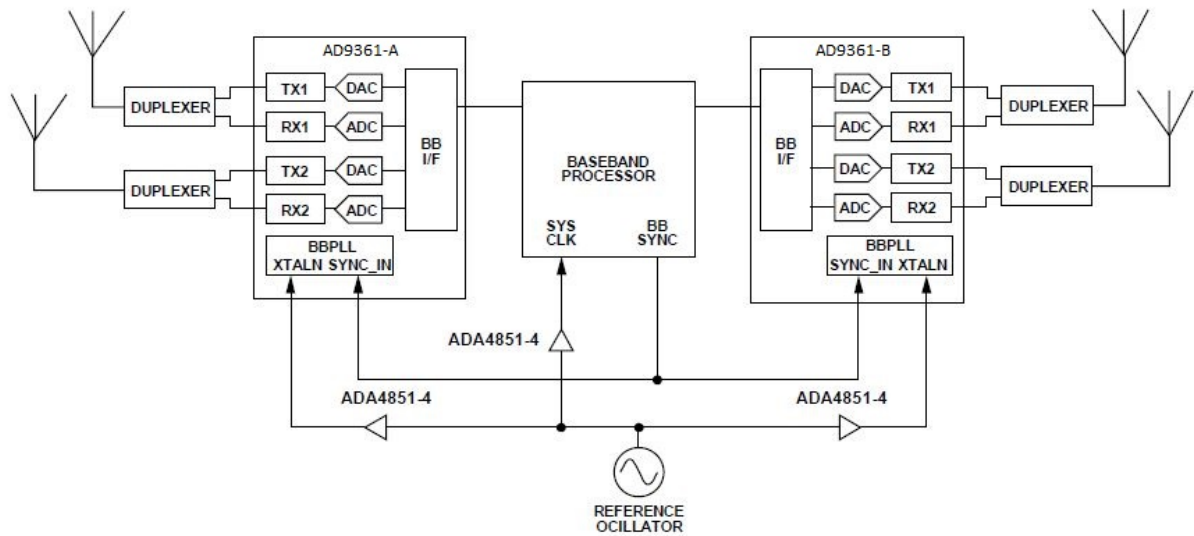 AD9361-A
AD9361-B
TX1
DAC
RX1
ADC
TX2
DAC
RX2
ADC
BB
I/F
DUPLEXER
DUPLEXER
BBPLL
XTALN SYNC_IN
BASEBAND
PROCESSOR
SYS
CLK
BB
SYNC
BB
I/F
DAC
TX1
ADC
RX1
DAC
TX2
ADC
RX2
DUPLEXER
DUPLEXER
BBPLL
SYNC_IN XTALN
ADA4851-4
ADA4851-4
ADA4851-4
REFERENCE
OCILLATOR